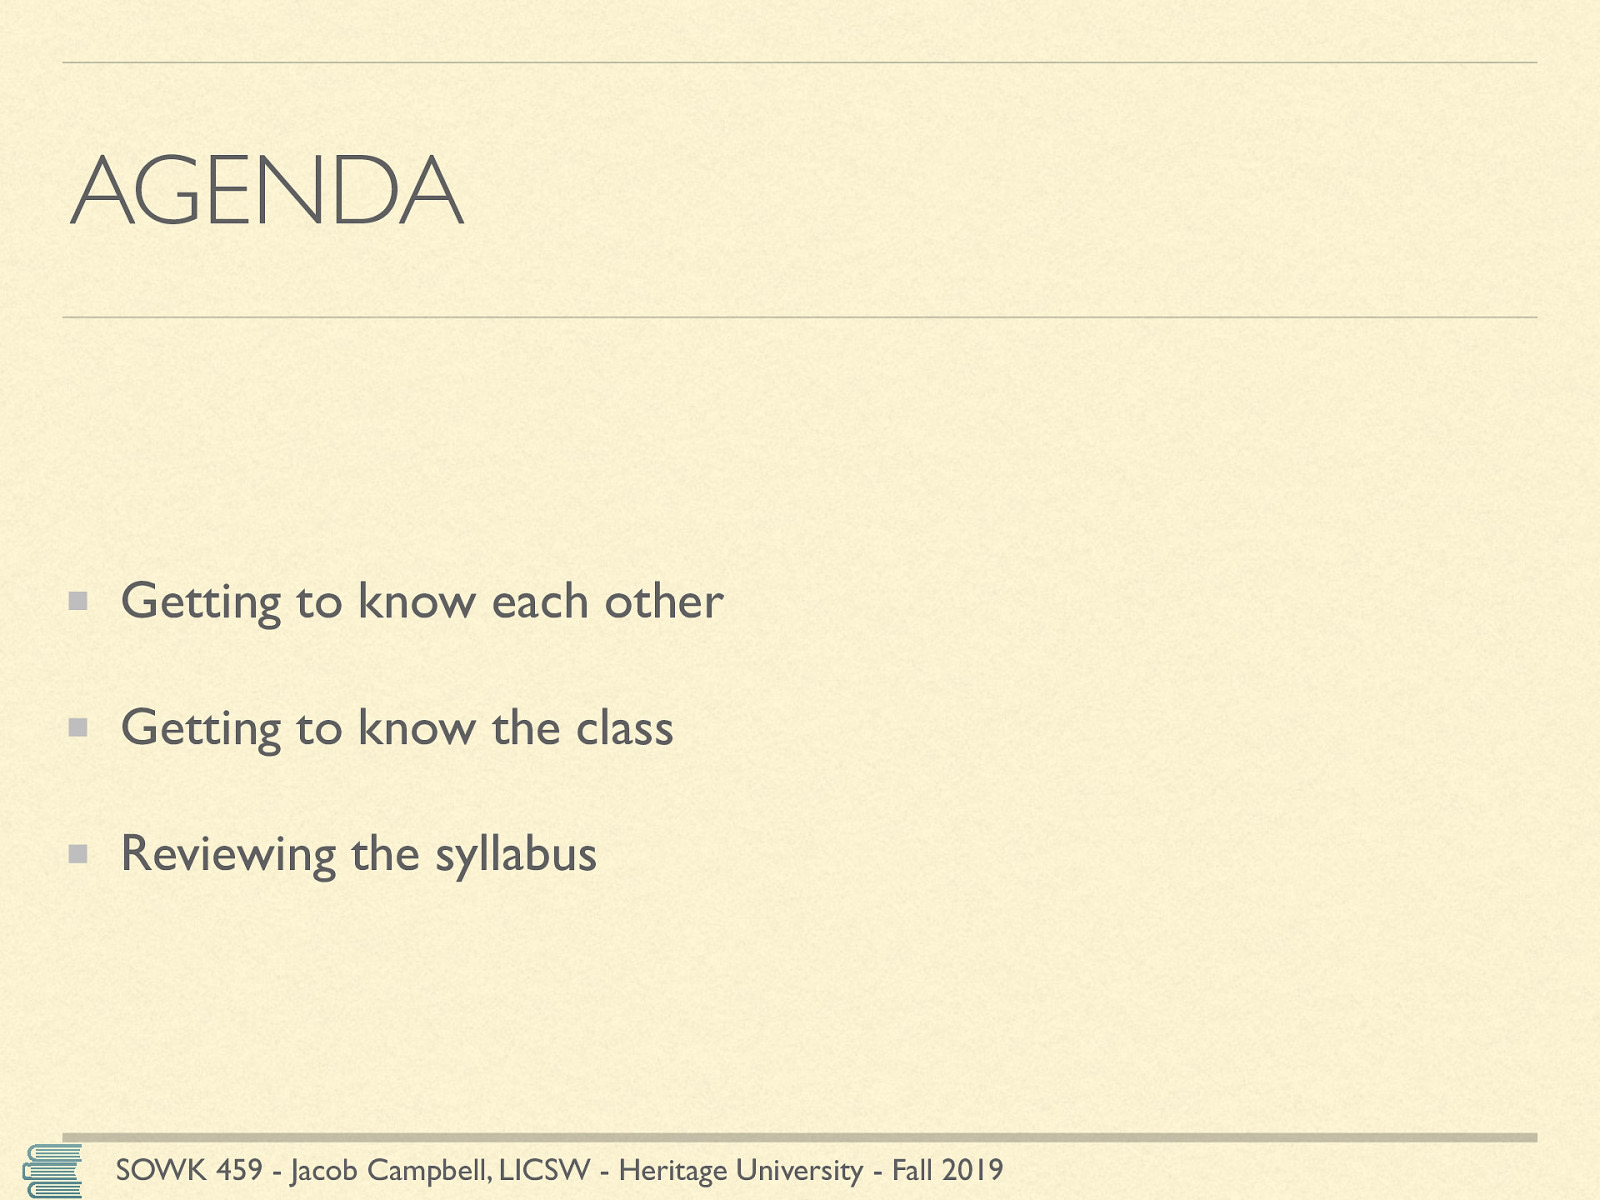 AGENDA
Getting to know each other
Getting to know the class
Reviewing the syllabus
SOWK 459 - Jacob Campbell, LICSW - Heritage University - Fall 2019